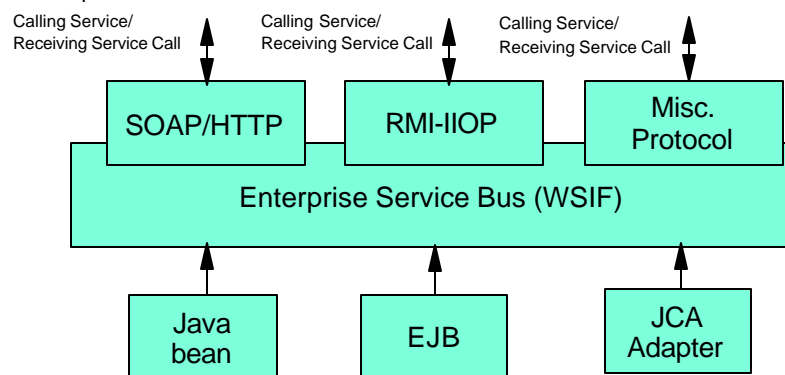 Calling Service/
Receiving Service Call
Calling Service/
Receiving Service Call
Calling Service/
Receiving Service Call
SOAP/HTTP
RMI-IIOP
Misc.
Protocol
Enterprise Service Bus (WSIF)
Java
bean
EJB
JCA
Adapter